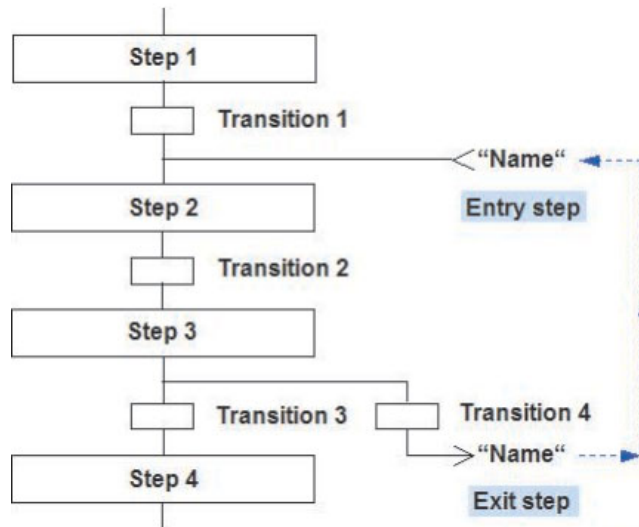 Step 1
Transition 1
“Name“
Step 2
Entry step
Transition 2
Step 3
Transition 3
Transition 4
“Name“
Step 4
Exit step